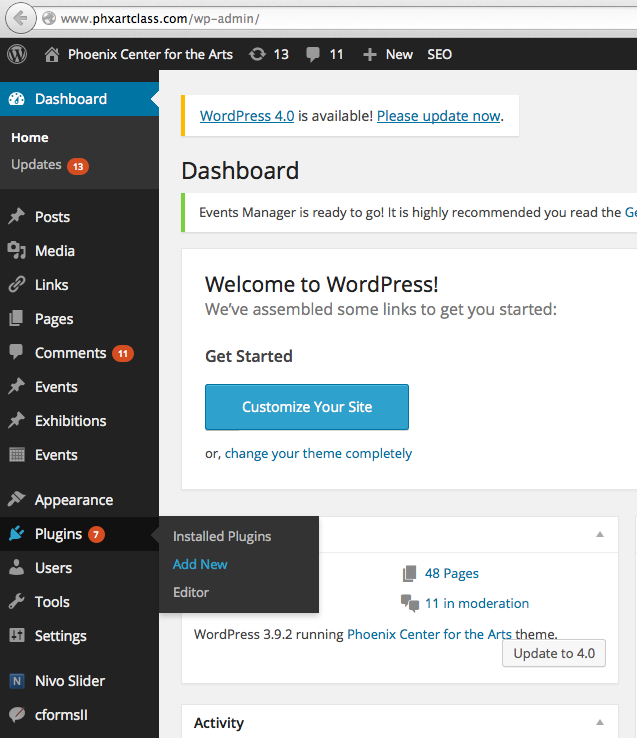 www.phxartclass.com/wp-admin/
Phoenix Center for the Arts 13 11 New SEO
Dashboard
Home
Updates 13
Posts
Media
Links
Pages
Comments 11
Events
Exhibitions
Events
Appearance
Plugins 7
Users
Tools
Settings
Nivo Slider
cformsII
Installed Plugins
Add New
Editor
WordPress 4.0 is available! Please update now.
Dashboard
Events Manager is ready to go! It is highly recommended you read the
Welcome to WordPress!
We've assembled some links to get you started:
Get Started
Customize Your Site
or, change your theme completely
48 Pages
11 in moderation
WordPress 3.9.2 running Phoenix Center for the Arts theme.
Update to 4.0
Activity